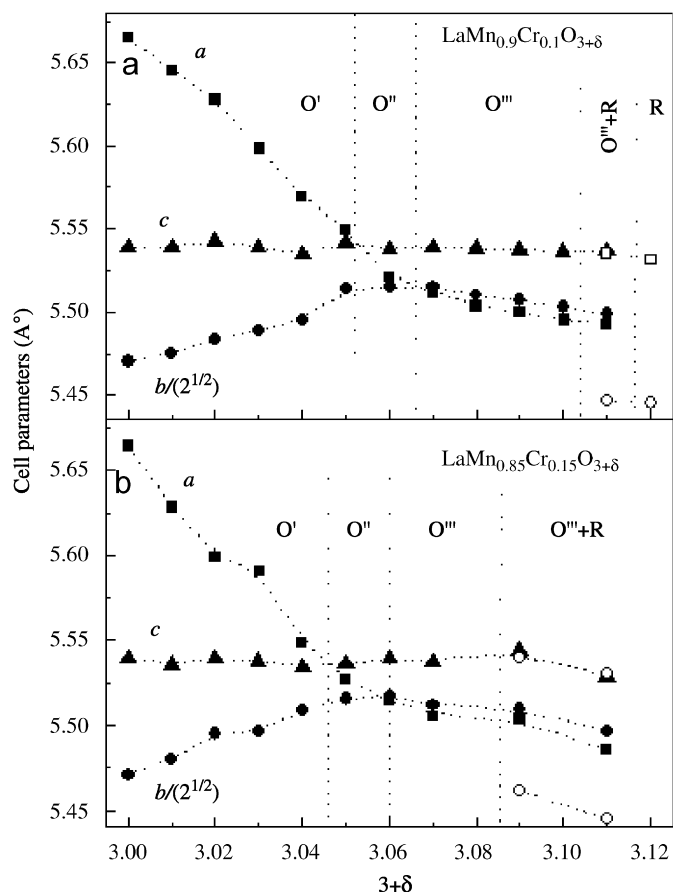 LaMn0.9Cr0.1O3+δ
5.65
a
a
O'
O''
O'''
O'''+R
R
5.60
5.55
c
5.50
b/(2^1/2)
5.45
Cell parameters (A°)
LaMn0.85Cr0.15O3+δ
5.65
b
a
O'
O''
O'''
O'''+R
5.60
5.55
c
5.50
b/(2^1/2)
5.45
3.00 3.02 3.04 3.06 3.08 3.10 3.12
3+δ